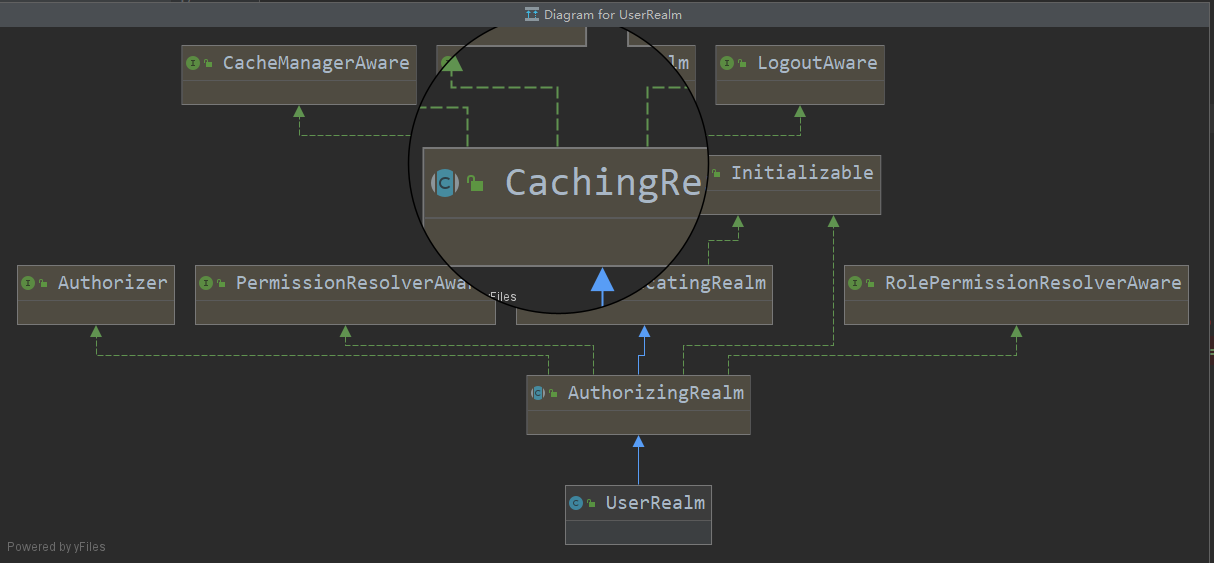 Diagram for UserRealm
CacheManagerAware
lm
LogoutAware
CachingRe
Initializable
Authorizer
PermissionResolverAwa
Files
catingRealm
RolePermissionResolverAware
AuthorizingRealm
UserRealm
Powered by yFiles